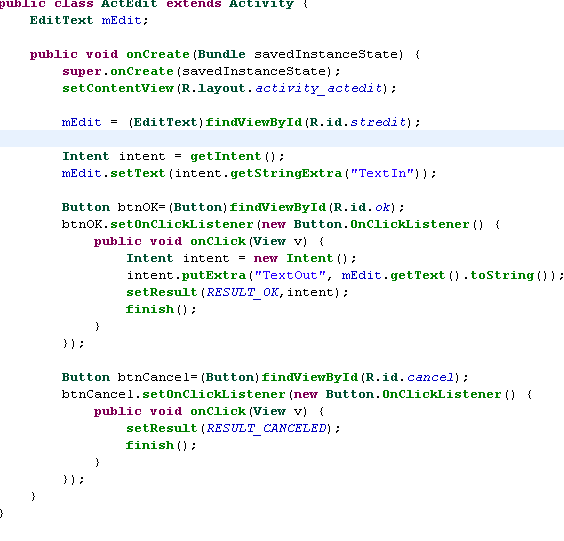 public class ActEdit extends Activity {
    EditText mEdit;
    public void onCreate(Bundle savedInstanceState) {
        super.onCreate(savedInstanceState);
        setContentView(R.layout.activity_actedit);
        mEdit = (EditText)findViewById(R.id.stredit);
        Intent intent = getIntent();
        mEdit.setText(intent.getStringExtra("TextIn"));
        Button btnOK=(Button)findViewById(R.id.ok);
        btnOK.setOnClickListener(new Button.OnClickListener() {
            public void onClick(View v) {
                Intent intent = new Intent();
                intent.putExtra("TextOut", mEdit.getText().toString());
                setResult(RESULT_OK,intent);
                finish();
            }
        });
        Button btnCancel=(Button)findViewById(R.id.cancel);
        btnCancel.setOnClickListener(new Button.OnClickListener() {
            public void onClick(View v) {
                setResult(RESULT_CANCELED);
                finish();
            }
        });
    }
}